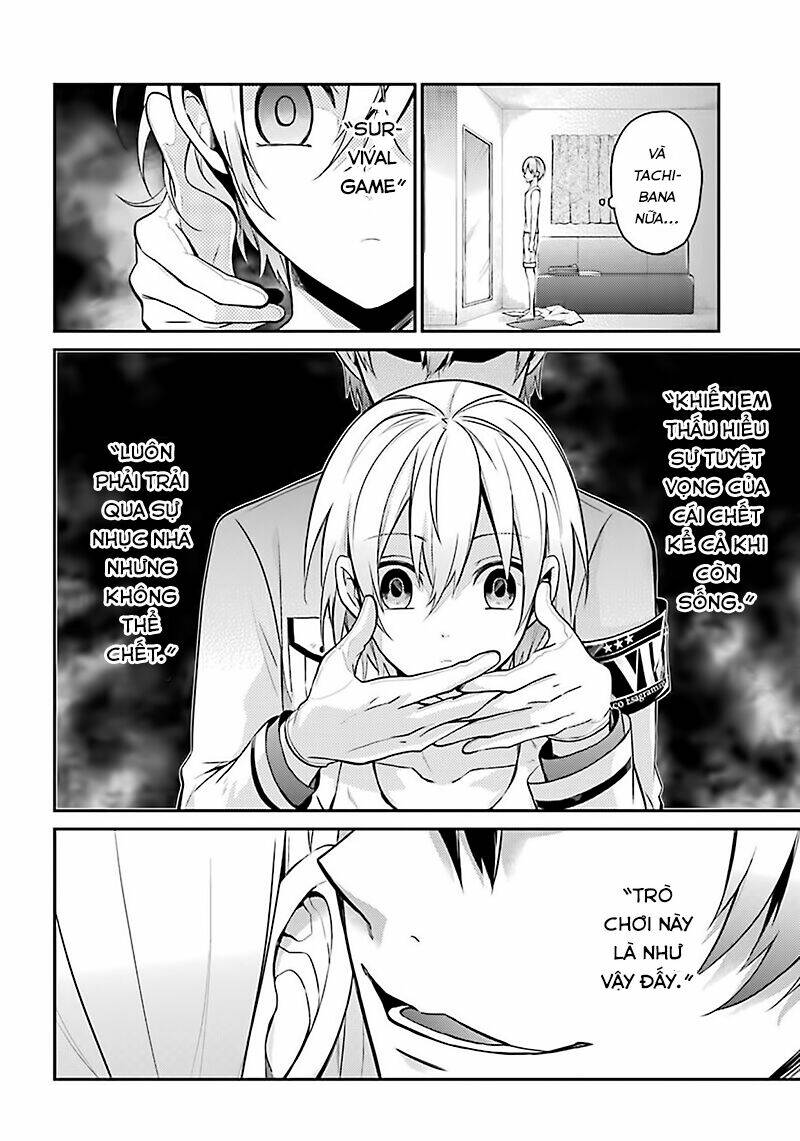 VÀ
TACHI-
BANA
NỮA...
"SUR-
VIVAL
GAME"
"KHIẾN EM
THẤU HIỂU
SỰ TUYỆT
VỌNG CỦA
CÁI CHẾT
KỂ CẢ KHI
CÒN
SỐNG."
"LUÔN
PHẢI TRẢI
QUA SỰ
NHỤC NHÃ
NHƯNG
KHÔNG
THỂ
CHẾT."
"TRÒ
CHƠI NÀY
LÀ NHƯ
VẬY ĐẤY."